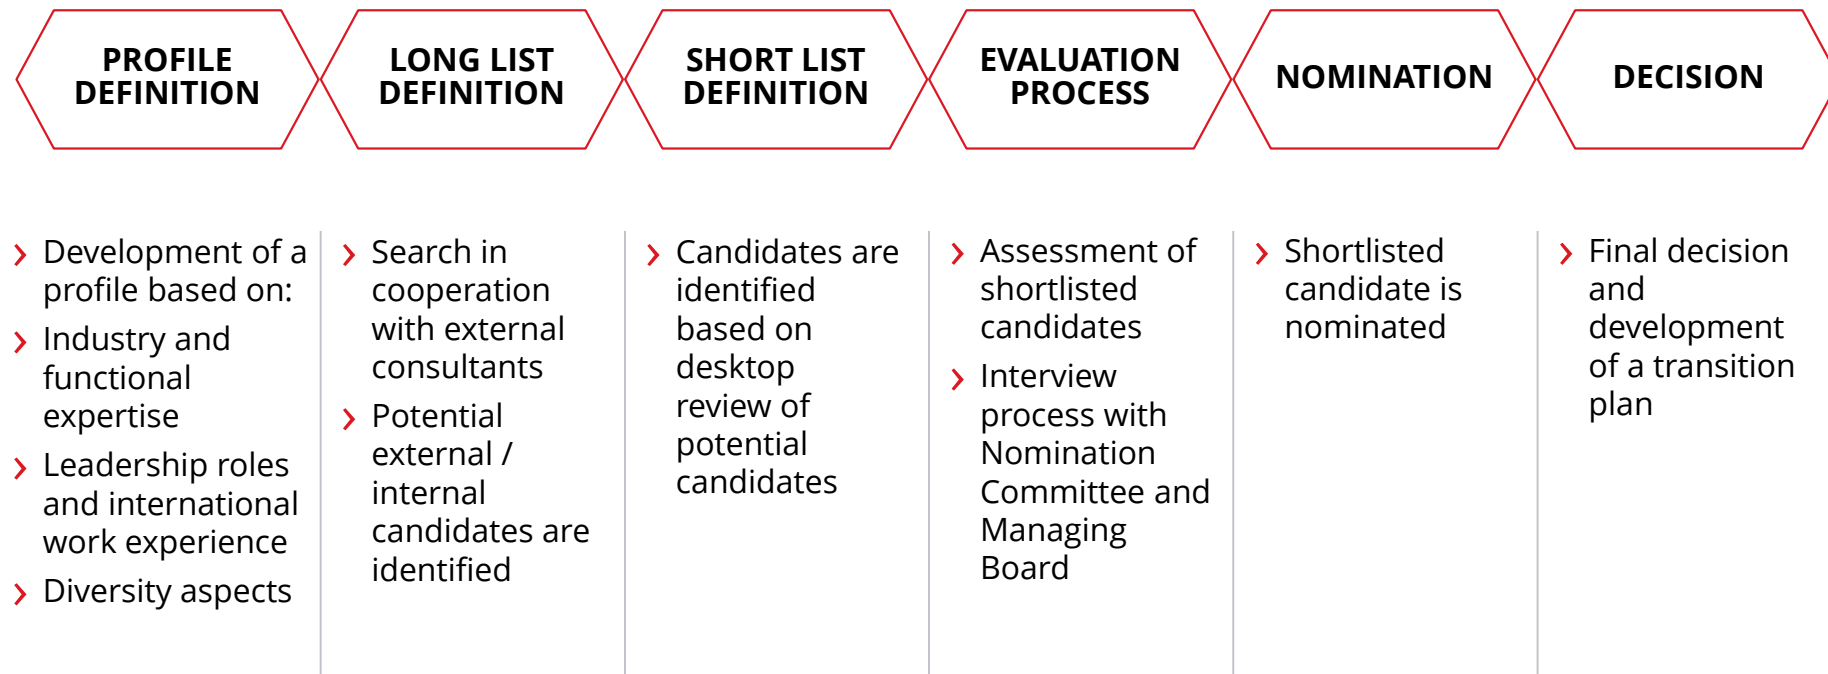 PROFILE
DEFINITION
LONG LIST
DEFINITION
SHORT LIST
DEFINITION
EVALUATION
PROCESS
NOMINATION
DECISION
Development of a
profile based on:
Industry and
functional
expertise
Leadership roles
and international
work experience
Diversity aspects
Search in
cooperation
with external
consultants
Potential
external /
internal
candidates are
identified
Candidates are
identified
based on
desktop
review of
potential
candidates
Assessment of
shortlisted
candidates
Interview
process with
Nomination
Committee and
Managing
Board
Shortlisted
candidate is
nominated
Final decision
and
development
of a transition
plan